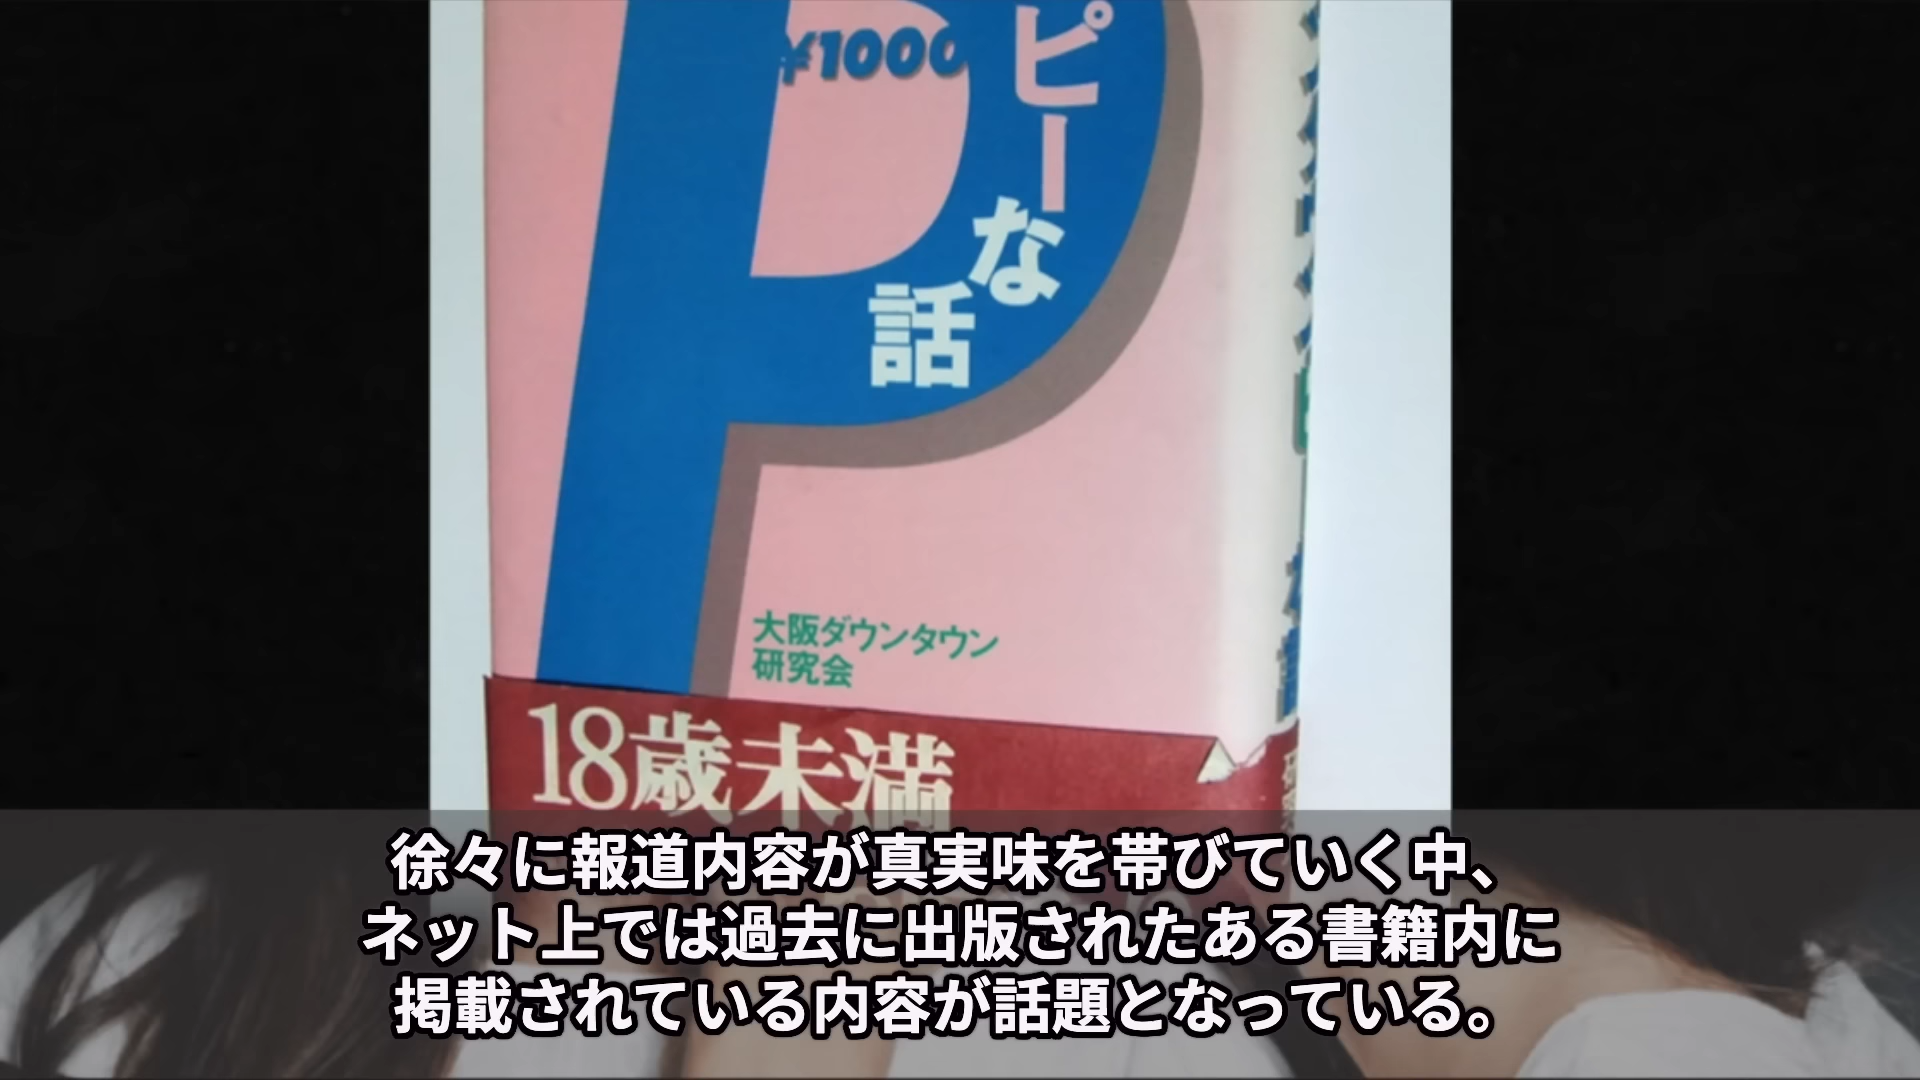 ¥1000
ピーな話
大阪ダウンタウン
研究会
18歳未満
徐々に報道内容が真実味を帯びていく中、
ネット上では過去に出版されたある書籍内に
掲載されている内容が話題となっている。